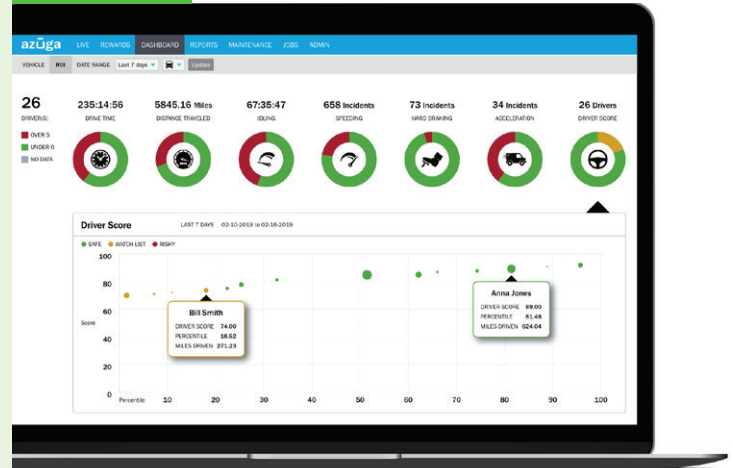 azūga LIVE REWARDS DASHBOARD REPORTS MAINTENANCE JOBS ADMIN
VEHICLE ROI DATE RANGE Last 7 days Update
26 235:14:56 5845.16 Miles 67:35:47 658 Incidents 73 Incidents 34 Incidents 26 Drivers
DRIVER(S) DRIVE TIME DISTANCE TRAVELED IDLING SPEEDING HARD BRAKING ACCELERATION DRIVER SCORE
OVER 5
UNDER 0
NO DATA
Driver Score LAST 7 DAYS 02-10-2019 to 02-16-2019
SAFE WATCH LIST RISKY
100
80
60
Score
40
20
0
Bill Smith
DRIVER SCORE 74.00
PERCENTILE 18.52
MILES DRIVEN 271.23
Anna Jones
DRIVER SCORE 89.00
PERCENTILE 81.48
MILES DRIVEN 624.04
Percentile 10 20 30 40 50 60 70 80 90 100